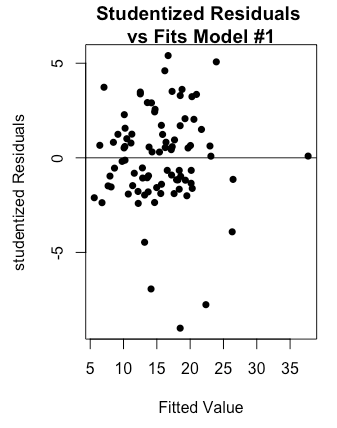 Studentized Residuals
vs Fits Model #1
studentized Residuals
5
0
-5
5 10 15 20 25 30 35
Fitted Value